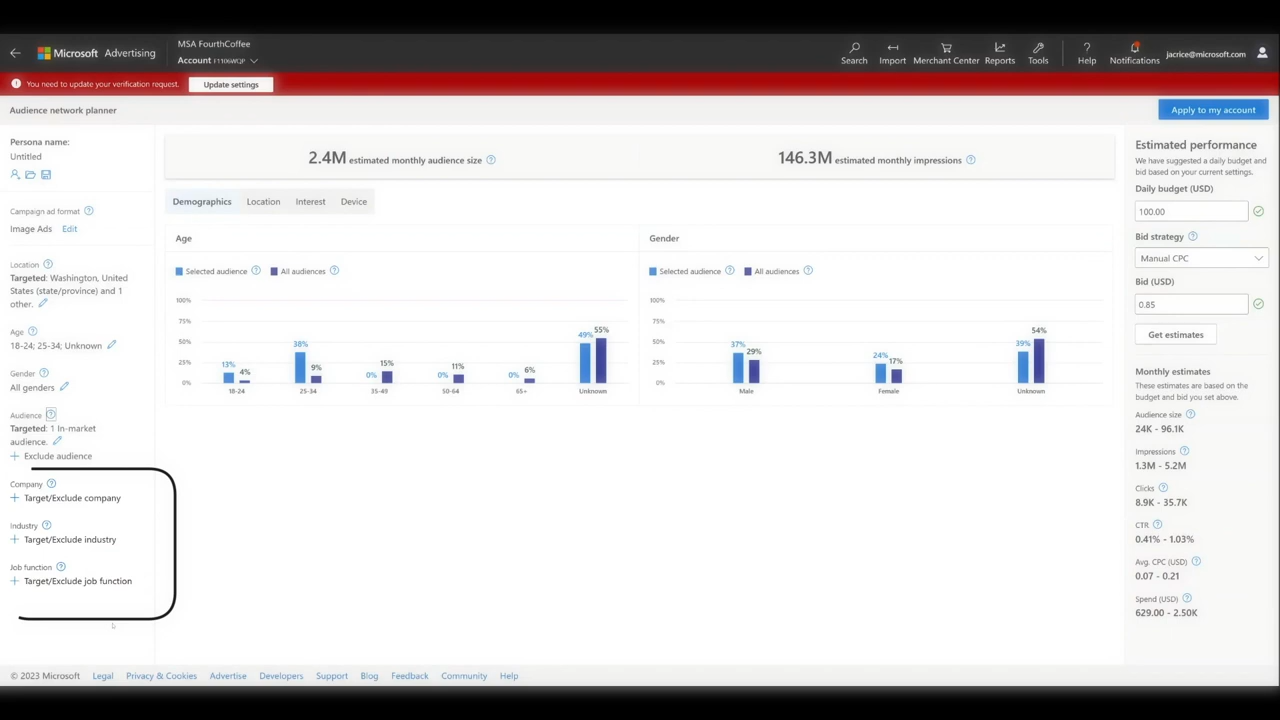 Microsoft Advertising
MSA FourthCoffee
Account F1106WQP
Search
Import
Merchant Center
Reports
Tools
Help
Notifications
jacrice@microsoft.com
You need to update your verification request.
Update settings
Audience network planner
Apply to my account
Persona name:
Untitled
Campaign ad format
Image Ads Edit
Location
Targeted: Washington, United
States (state/province) and 1
other.
Age
18-24; 25-34; Unknown
Gender
All genders
Audience
Targeted: 1 In-market
audience.
Exclude audience
Company
Target/Exclude company
Industry
Target/Exclude industry
Job function
Target/Exclude job function
2.4M estimated monthly audience size
146.3M estimated monthly impressions
Demographics
Location
Interest
Device
Age
Selected audience
All audiences
100%
75%
50%
25%
0%
13% 4%
38% 9%
0% 15%
0% 11%
0% 6%
49% 55%
18-24
25-34
35-49
50-64
65+
Unknown
Gender
Selected audience
All audiences
100%
75%
50%
25%
0%
37% 29%
24% 17%
39% 54%
Male
Female
Unknown
Estimated performance
We have suggested a daily budget and
bid based on your current settings.
Daily budget (USD)
100.00
Bid strategy
Manual CPC
Bid (USD)
0.85
Get estimates
Monthly estimates
These estimates are based on the
budget and bid you set above.
Audience size
24K - 96.1K
Impressions
1.3M - 5.2M
Clicks
8.9K - 35.7K
CTR
0.41% - 1.03%
Avg. CPC (USD)
0.07 - 0.21
Spend (USD)
629.00 - 2.50K
© 2023 Microsoft
Legal
Privacy & Cookies
Advertise
Developers
Support
Blog
Feedback
Community
Help